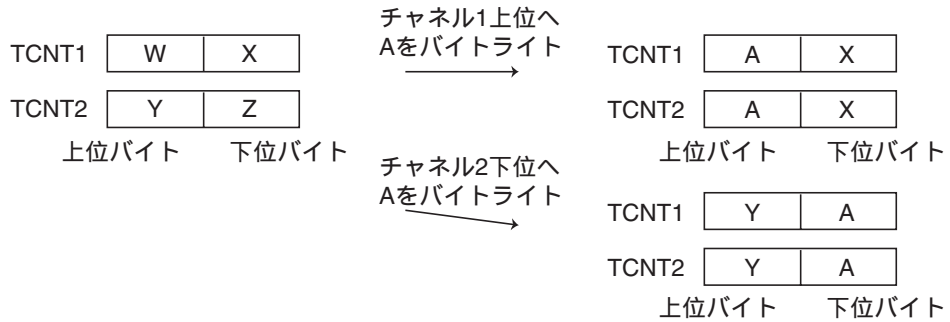 チャネル1上位へ
Aをバイトライト
TCNT1 W X
TCNT2 Y Z
上位バイト 下位バイト
TCNT1 A X
TCNT2 A X
上位バイト 下位バイト
チャネル2下位へ
Aをバイトライト
TCNT1 Y A
TCNT2 Y A
上位バイト 下位バイト